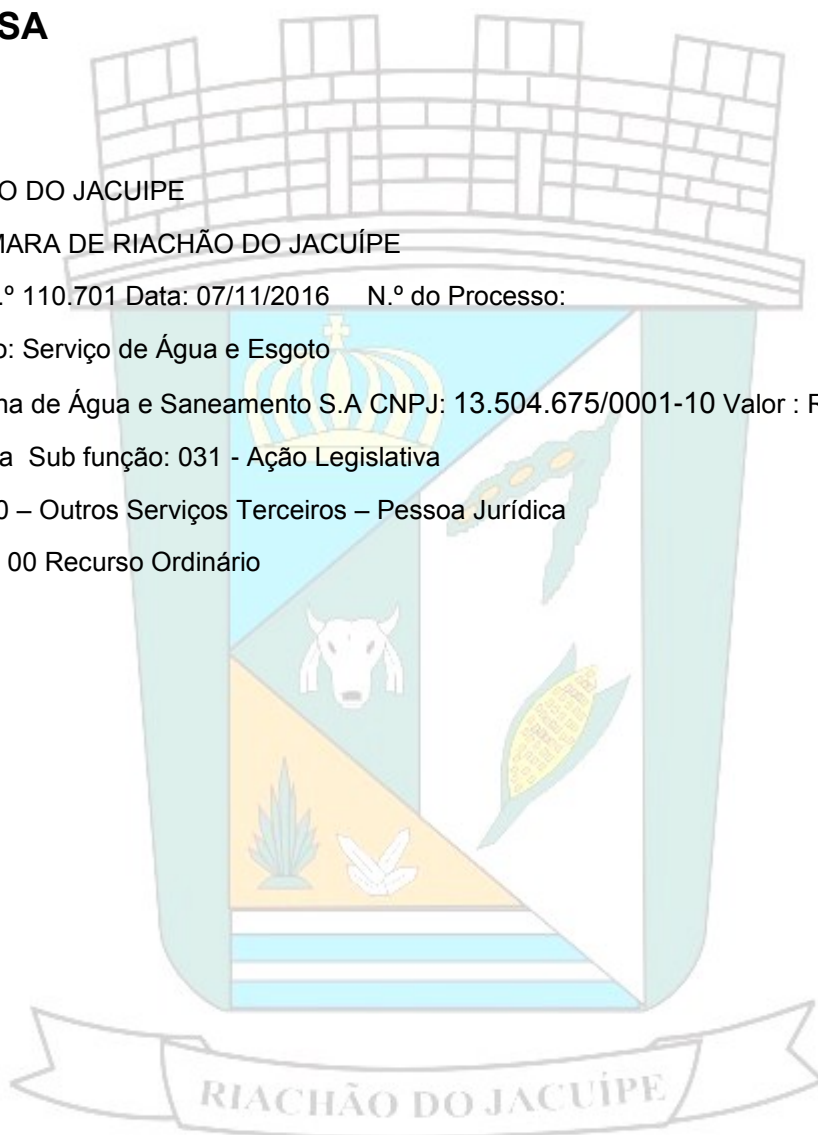 SA
O DO JACUIPE
MARA DE RIACHÃO DO JACUÍPE
.º 110.701 Data: 07/11/2016 N.º do Processo:
o: Serviço de Água e Esgoto
na de Água e Saneamento S.A CNPJ: 13.504.675/0001-10 Valor : R
a Sub função: 031 - Ação Legislativa
0 – Outros Serviços Terceiros – Pessoa Jurídica
00 Recurso Ordinário
RIACHÃO DO JACUÍPE